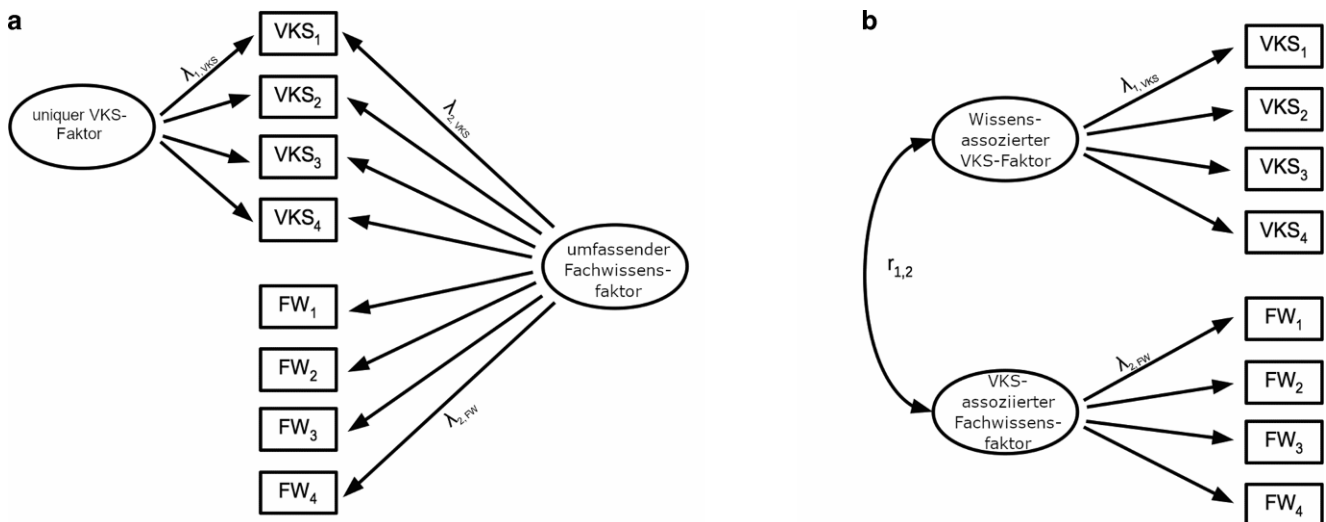 a
uniquer VKS-
Faktor
λ1,VKS
VKS1
VKS2
VKS3
VKS4
λ2,VKS
umfassender
Fachwissens-
faktor
FW1
FW2
FW3
FW4
λ2,FW
b
Wissens-
assozierter
VKS-Faktor
λ1,VKS
VKS1
VKS2
VKS3
VKS4
r1,2
VKS-
assoziierter
Fachwissens-
faktor
λ2,FW
FW1
FW2
FW3
FW4